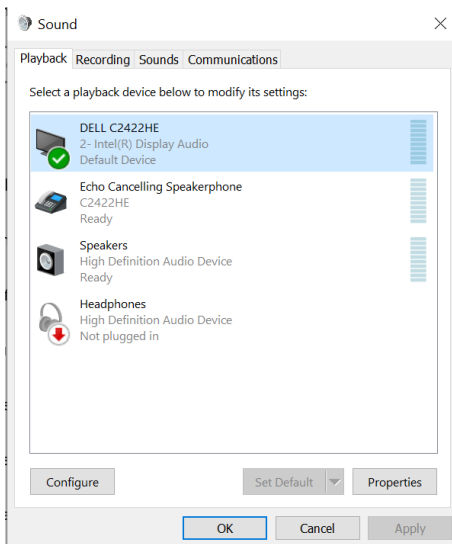 Sound
Playback Recording Sounds Communications
Select a playback device below to modify its settings:
DELL C2422HE
2- Intel(R) Display Audio
Default Device
Echo Cancelling Speakerphone
C2422HE
Ready
Speakers
High Definition Audio Device
Ready
Headphones
High Definition Audio Device
Not plugged in
Configure Set Default Properties
OK Cancel Apply